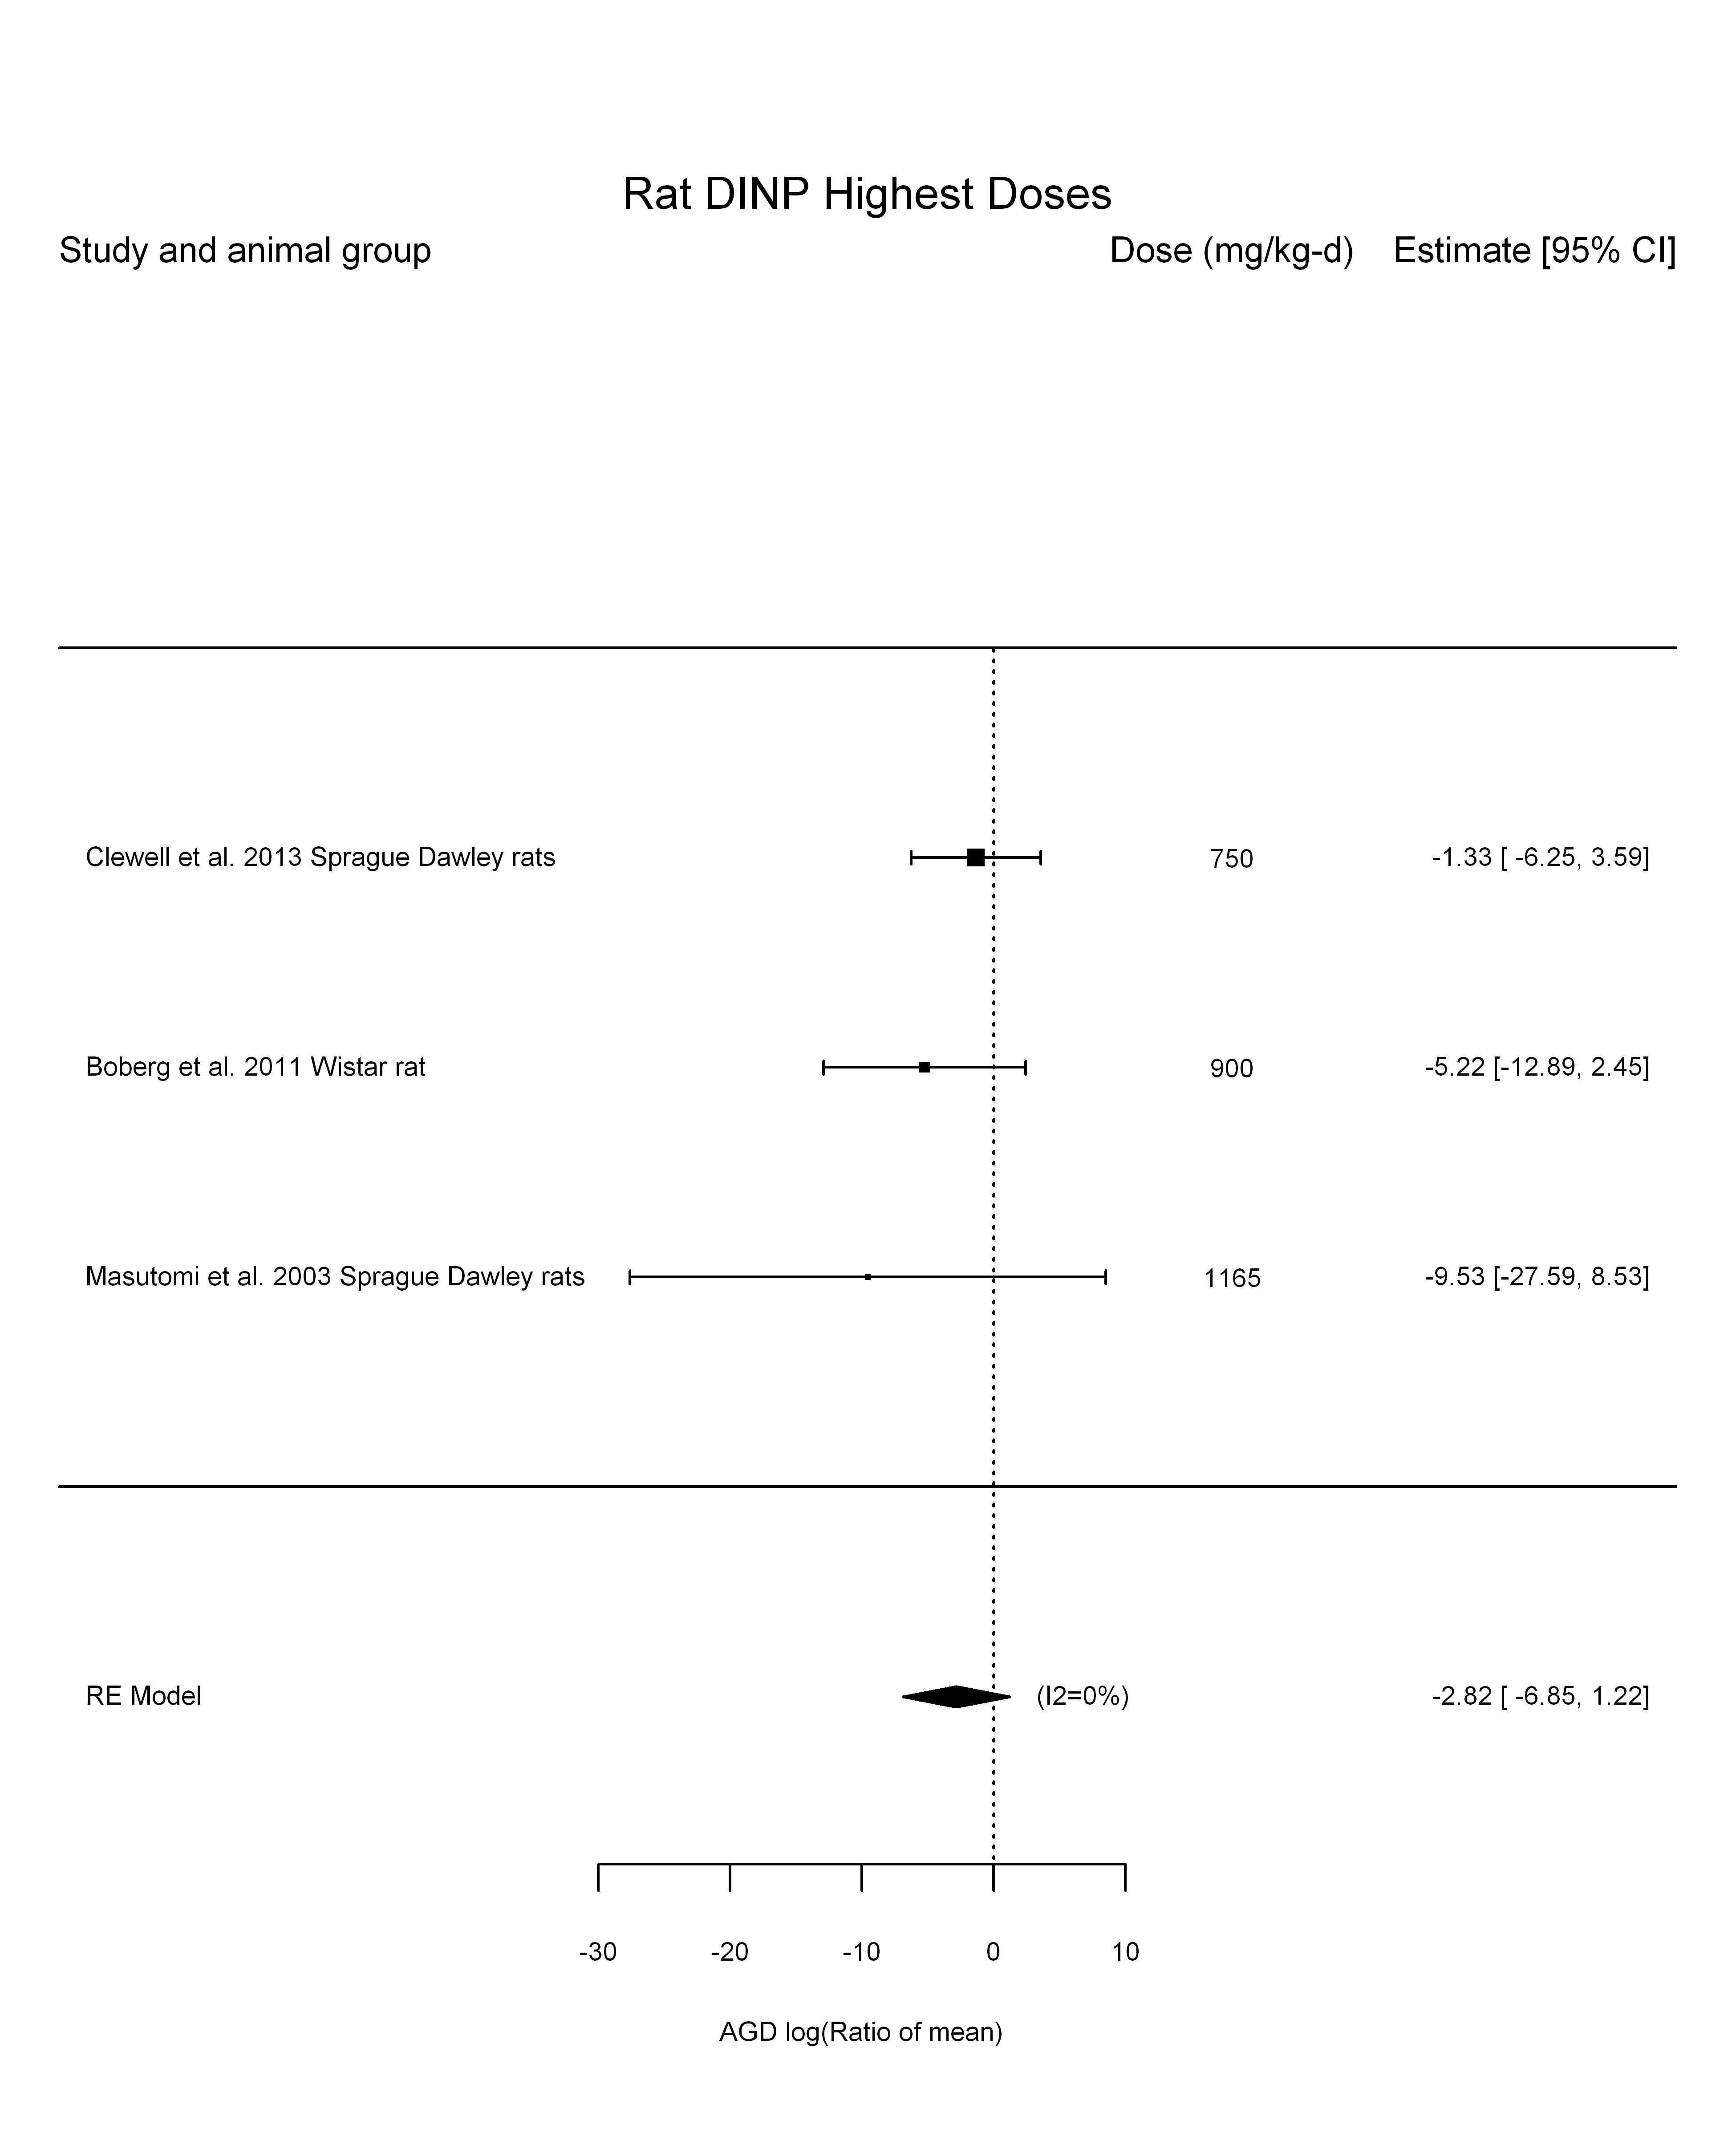 Rat DINP Highest Doses
Study and animal group Dose (mg/kg-d) Estimate [95% CI]
Clewell et al. 2013 Sprague Dawley rats 750 -1.33 [ -6.25, 3.59]
Boberg et al. 2011 Wistar rat 900 -5.22 [-12.89, 2.45]
Masutomi et al. 2003 Sprague Dawley rats 1165 -9.53 [-27.59, 8.53]
RE Model (I2=0%) -2.82 [ -6.85, 1.22]
-30 -20 -10 0 10
AGD log(Ratio of mean)